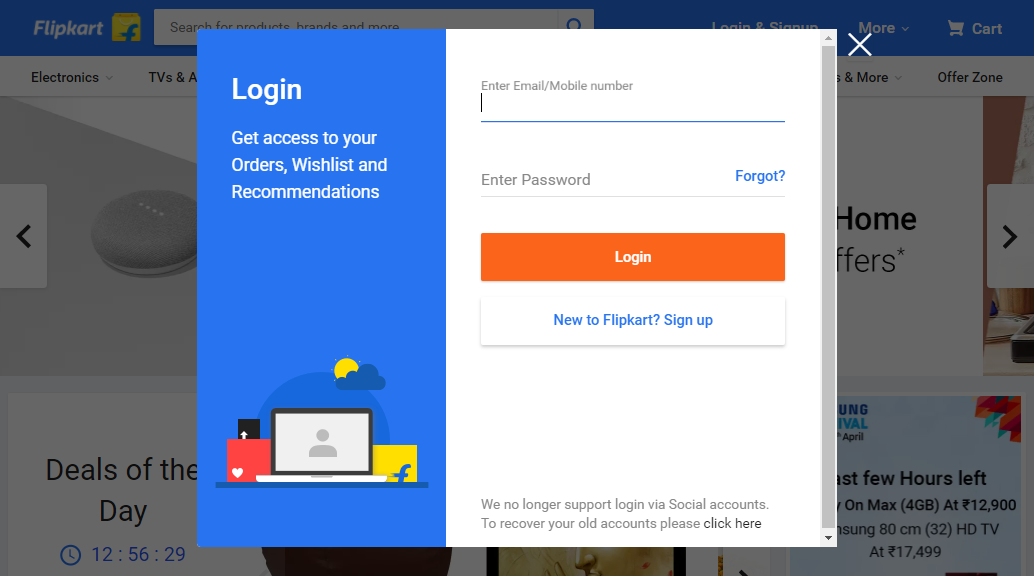 Flipkart
Search for products, brands and more
Login & Signup
More
Cart
Electronics
TVs & A
s & More
Offer Zone
Login
Get access to your
Orders, Wishlist and
Recommendations
Enter Email/Mobile number
Enter Password
Forgot?
Login
New to Flipkart? Sign up
We no longer support login via Social accounts.
To recover your old accounts please click here
Home
ffers*
Deals of the
Day
12 : 56 : 29
UNG
IVAL
April
ast few Hours left
y On Max (4GB) At ₹12,900
nsung 80 cm (32) HD TV
At ₹17,499